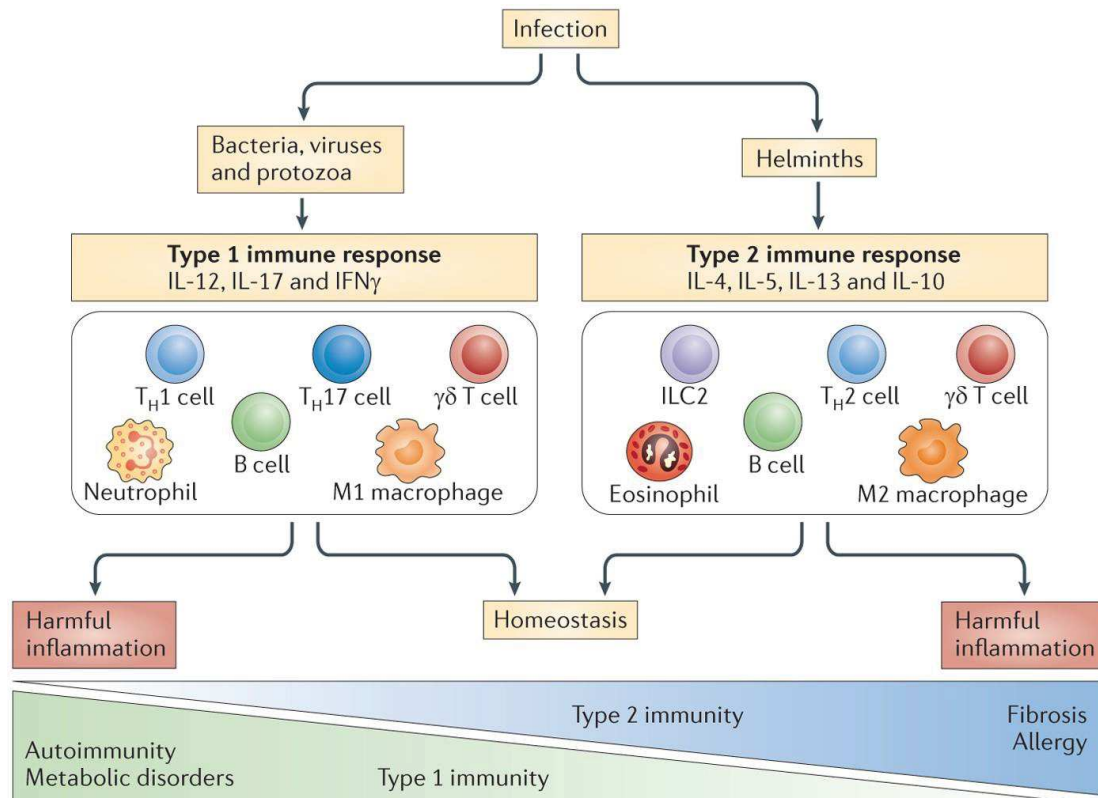 Infection
Bacteria, viruses
and protozoa
Helminths
Type 1 immune response
IL-12, IL-17 and IFNγ
Type 2 immune response
IL-4, IL-5, IL-13 and IL-10
T_H1 cell
T_H17 cell
γδ T cell
B cell
Neutrophil
M1 macrophage
ILC2
T_H2 cell
γδ T cell
B cell
Eosinophil
M2 macrophage
Harmful
inflammation
Homeostasis
Harmful
inflammation
Type 2 immunity
Fibrosis
Allergy
Autoimmunity
Metabolic disorders
Type 1 immunity